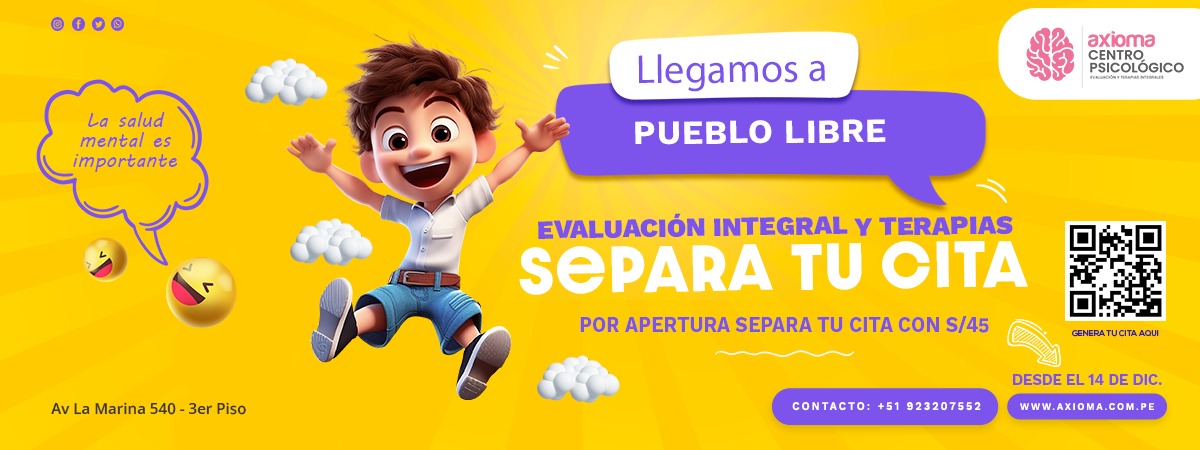 La salud
mental es
importante
Llegamos a
PUEBLO LIBRE
axioma
CENTRO
PSICOLÓGICO
EVALUACIÓN Y TERAPIAS INTEGRALES
EVALUACIÓN INTEGRAL Y TERAPIAS
SePARA TU CITA
POR APERTURA SEPARA TU CITA CON S/45
GENERA TU CITA AQUI
DESDE EL 14 DE DIC.
Av La Marina 540 - 3er Piso
CONTACTO: +51 923207552
WWW.AXIOMA.COM.PE